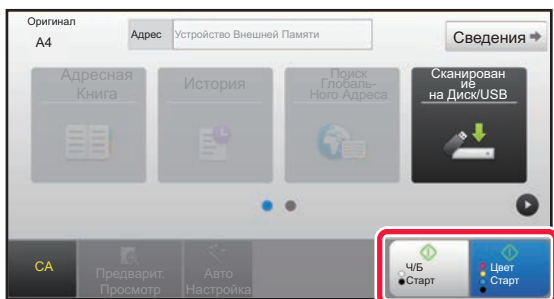 Оригинал
A4
Адрес
Устройство Внешней Памяти
Сведения
Адресная
Книга
История
Поиск
Глобаль-
Ного Адреса
Сканирован
ие
на Диск/USB
CA
Предварит.
Просмотр
Авто
Настройка
Ч/Б
Старт
Цвет
Старт